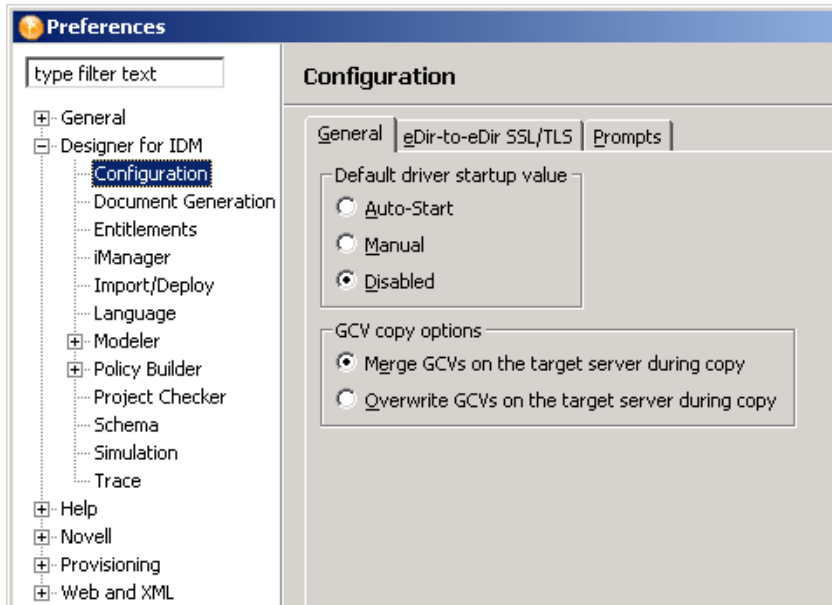 Preferences
type filter text
General
Designer for IDM
Configuration
Document Generation
Entitlements
iManager
Import/Deploy
Language
Modeler
Policy Builder
Project Checker
Schema
Simulation
Trace
Help
Novell
Provisioning
Web and XML
Configuration
General eDir-to-eDir SSL/TLS Prompts
Default driver startup value
Auto-Start
Manual
Disabled
GCV copy options
Merge GCVs on the target server during copy
Overwrite GCVs on the target server during copy